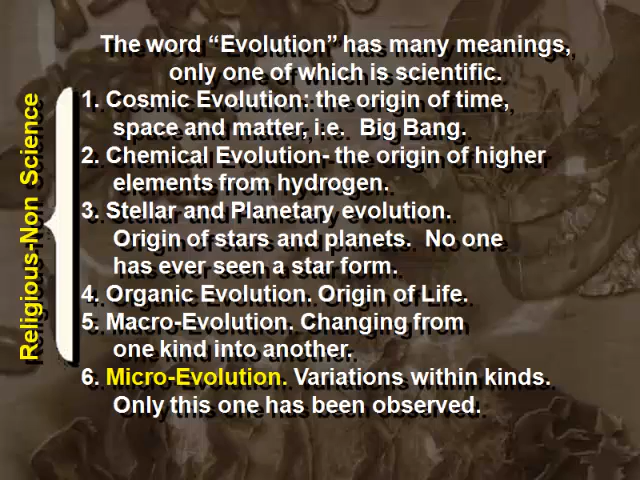 The word “Evolution” has many meanings,
only one of which is scientific.
1. Cosmic Evolution: the origin of time,
space and matter, i.e. Big Bang.
2. Chemical Evolution- the origin of higher
elements from hydrogen.
3. Stellar and Planetary evolution.
Origin of stars and planets. No one
has ever seen a star form.
4. Organic Evolution. Origin of Life.
5. Macro-Evolution. Changing from
one kind into another.
6. Micro-Evolution. Variations within kinds.
Only this one has been observed.
Religious-Non Science